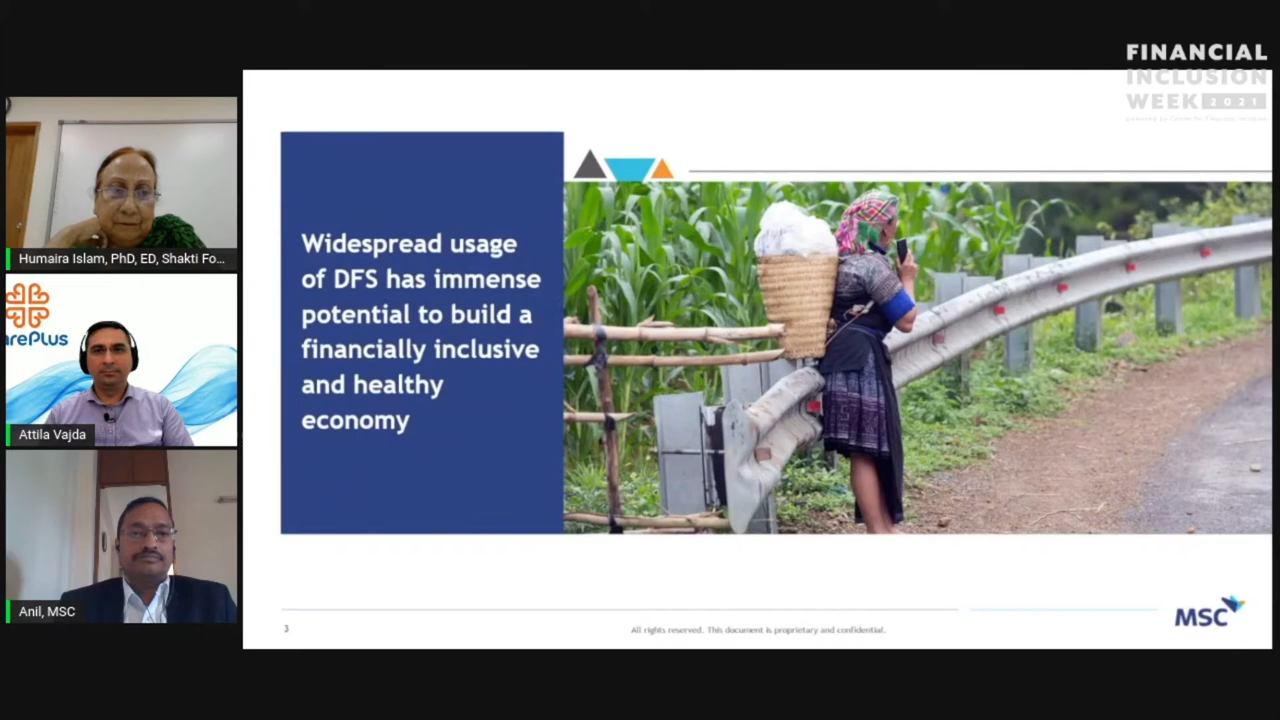 FINANCIAL
INCLUSION
WEEK 2021
Humaira Islam, PhD, ED, Shakti Fo...
arePlus
Attila Vajda
Anil, MSC
Widespread usage
of DFS has immense
potential to build a
financially inclusive
and healthy
economy
3
All rights reserved. This document is proprietary and confidential.
MSC